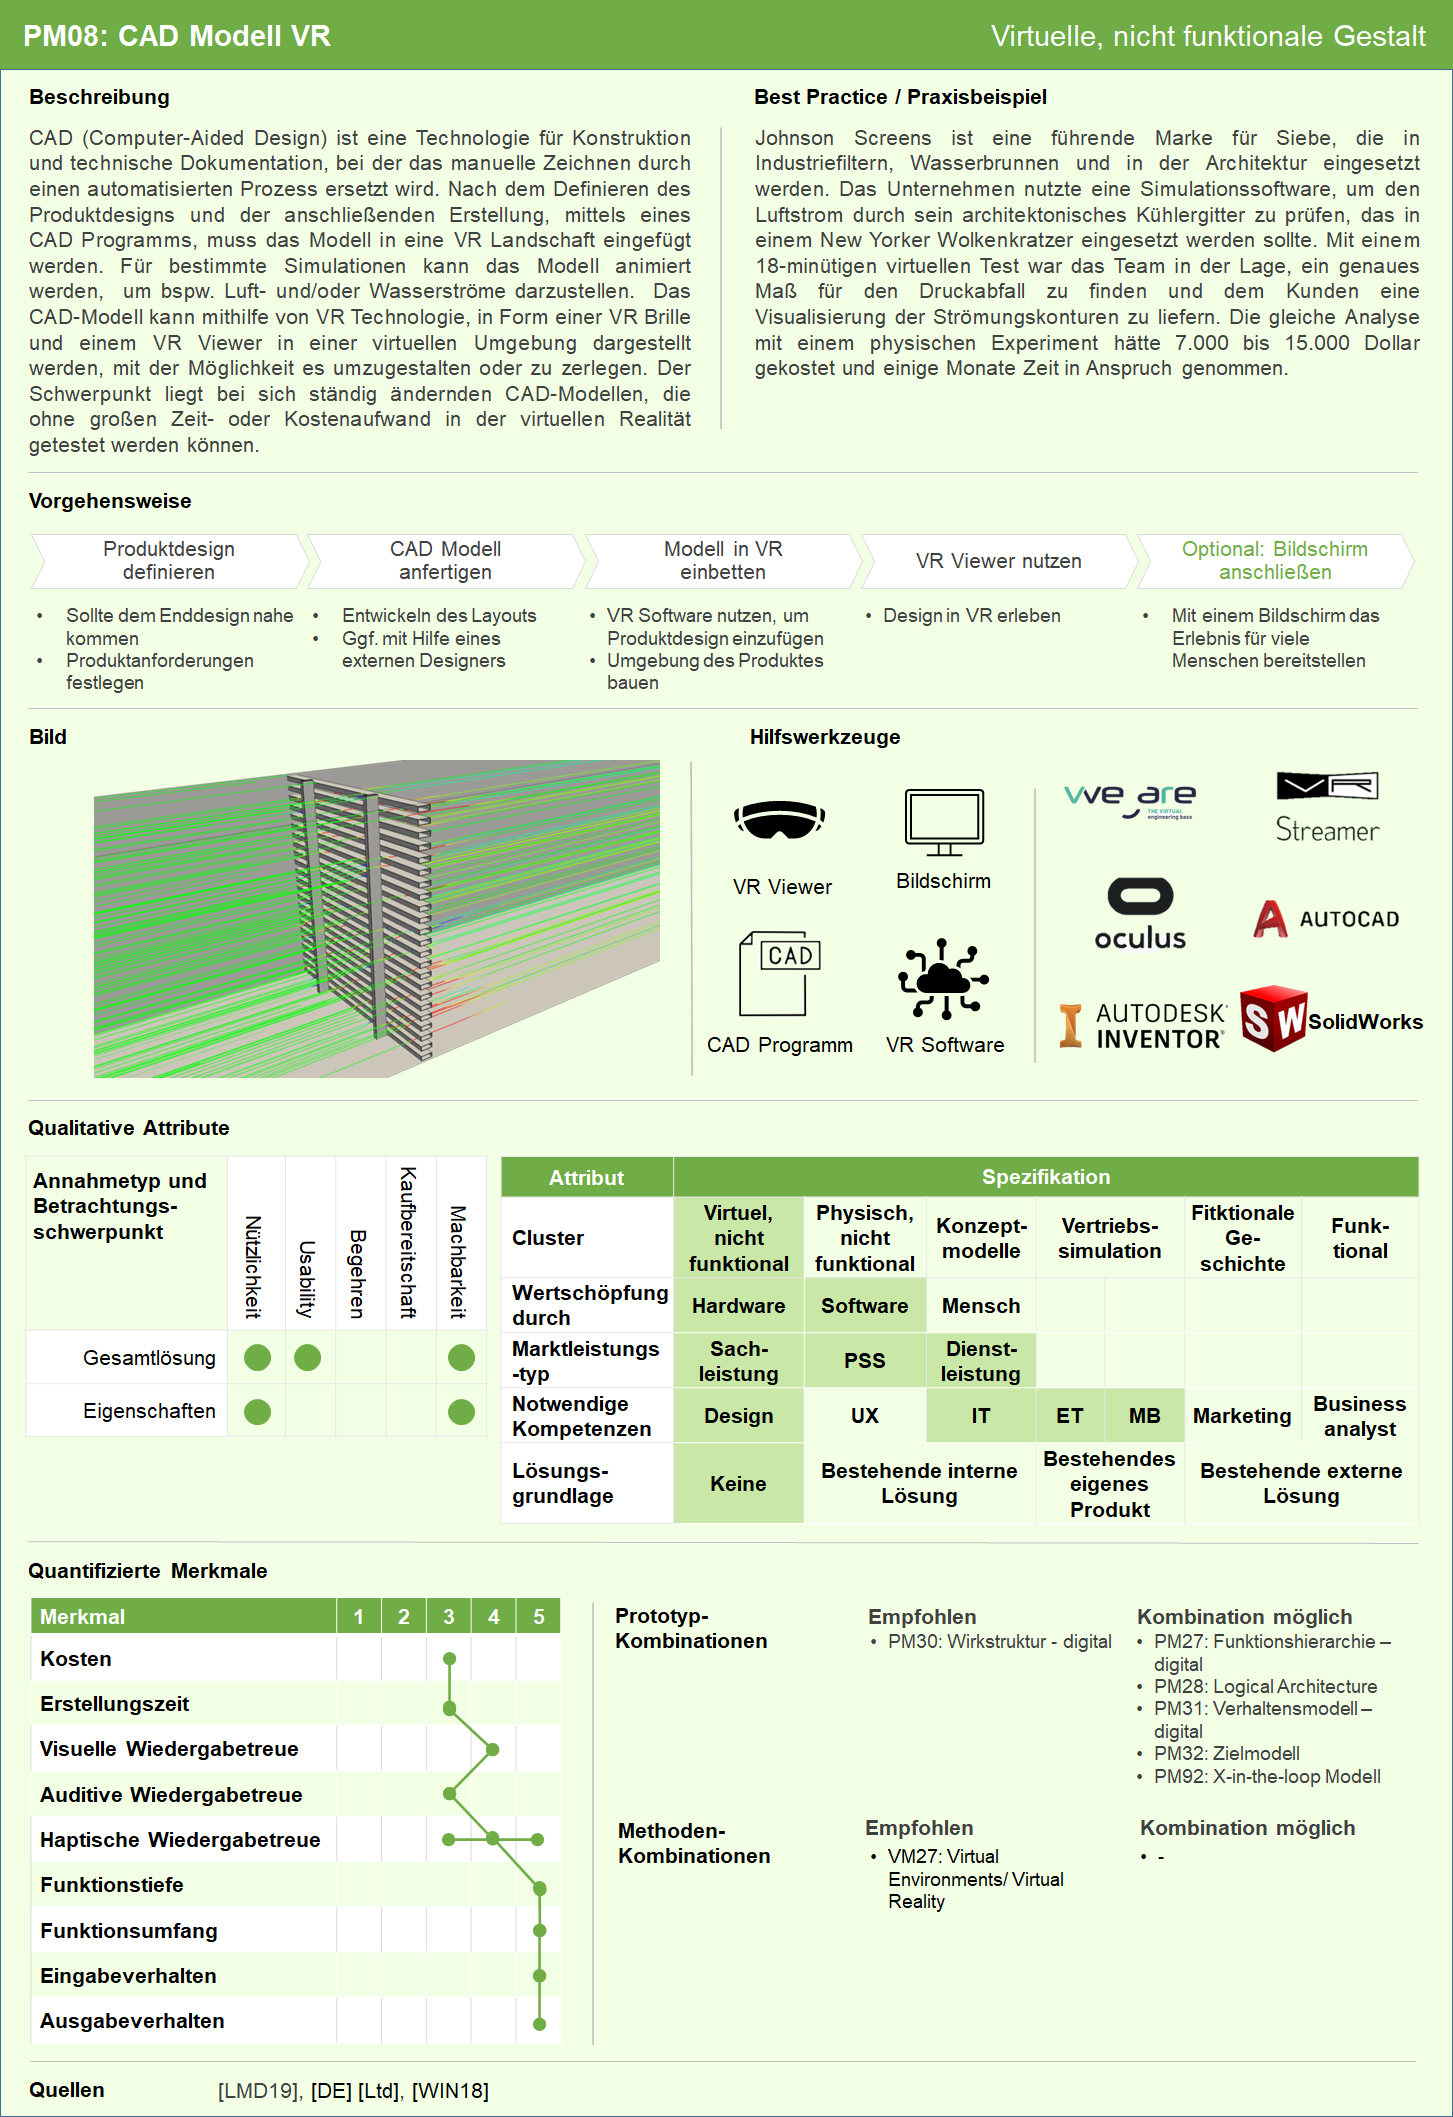 PM08: CAD Modell VR
Virtuelle, nicht funktionale Gestalt
Beschreibung
CAD (Computer-Aided Design) ist eine Technologie für Konstruktion
und technische Dokumentation, bei der das manuelle Zeichnen durch
einen automatisierten Prozess ersetzt wird. Nach dem Definieren des
Produktdesigns und der anschließenden Erstellung, mittels eines
CAD Programms, muss das Modell in eine VR Landschaft eingefügt
werden. Für bestimmte Simulationen kann das Modell animiert
werden, um bspw. Luft- und/oder Wasserströme darzustellen. Das
CAD-Modell kann mithilfe von VR Technologie, in Form einer VR Brille
und einem VR Viewer in einer virtuellen Umgebung dargestellt
werden, mit der Möglichkeit es umzugestalten oder zu zerlegen. Der
Schwerpunkt liegt bei sich ständig ändernden CAD-Modellen, die
ohne großen Zeit- oder Kostenaufwand in der virtuellen Realität
getestet werden können.
Best Practice / Praxisbeispiel
Johnson Screens ist eine führende Marke für Siebe, die in
Industriefiltern, Wasserbrunnen und in der Architektur eingesetzt
werden. Das Unternehmen nutzte eine Simulationssoftware, um den
Luftstrom durch sein architektonisches Kühlergitter zu prüfen, das in
einem New Yorker Wolkenkratzer eingesetzt werden sollte. Mit einem
18-minütigen virtuellen Test war das Team in der Lage, ein genaues
Maß für den Druckabfall zu finden und dem Kunden eine
Visualisierung der Strömungskonturen zu liefern. Die gleiche Analyse
mit einem physischen Experiment hätte 7.000 bis 15.000 Dollar
gekostet und einige Monate Zeit in Anspruch genommen.
Vorgehensweise
Produktdesign
definieren
CAD Modell
anfertigen
Modell in VR
einbetten
VR Viewer nutzen
Optional: Bildschirm
anschließen
• Sollte dem Enddesign nahe
kommen
• Produktanforderungen
festlegen
• Entwickeln des Layouts
• Ggf. mit Hilfe eines
externen Designers
• VR Software nutzen, um
Produktdesign einzufügen
• Umgebung des Produktes
bauen
• Design in VR erleben
• Mit einem Bildschirm das
Erlebnis für viele
Menschen bereitstellen
Bild
Hilfswerkzeuge
VR Viewer
Bildschirm
CAD
CAD Programm
VR Software
we are
THE VIRTUAL
engineering base
VR
Streamer
oculus
A AUTOCAD
I AUTODESK
INVENTOR
SW SolidWorks
Qualitative Attribute
Annahmetyp und
Betrachtungs-
schwerpunkt
Nützlichkeit
Usability
Begehren
Kaufbereitschaft
Machbarkeit
Gesamtlösung
Eigenschaften
Attribut Spezifikation
Cluster
Virtuel,
nicht
funktional
Physisch,
nicht
funktional
Konzept-
modelle
Vertriebs-
simulation
Fitktionale
Ge-
schichte
Funk-
tional
Wertschöpfung
durch
Hardware Software Mensch
Marktleistungs
-typ
Sach-
leistung
PSS
Dienst-
leistung
Notwendige
Kompetenzen
Design UX IT ET MB Marketing
Business
analyst
Lösungs-
grundlage
Keine
Bestehende interne
Lösung
Bestehendes
eigenes
Produkt
Bestehende externe
Lösung
Quantifizierte Merkmale
Merkmal 1 2 3 4 5
Kosten
Erstellungszeit
Visuelle Wiedergabetreue
Auditive Wiedergabetreue
Haptische Wiedergabetreue
Funktionstiefe
Funktionsumfang
Eingabeverhalten
Ausgabeverhalten
Prototyp-
Kombinationen
Empfohlen
• PM30: Wirkstruktur - digital
Kombination möglich
• PM27: Funktionshierarchie –
digital
• PM28: Logical Architecture
• PM31: Verhaltensmodell –
digital
• PM32: Zielmodell
• PM92: X-in-the-loop Modell
Methoden-
Kombinationen
Empfohlen
• VM27: Virtual
Environments/ Virtual
Reality
Kombination möglich
• -
Quellen
[LMD19], [DE] [Ltd], [WIN18]